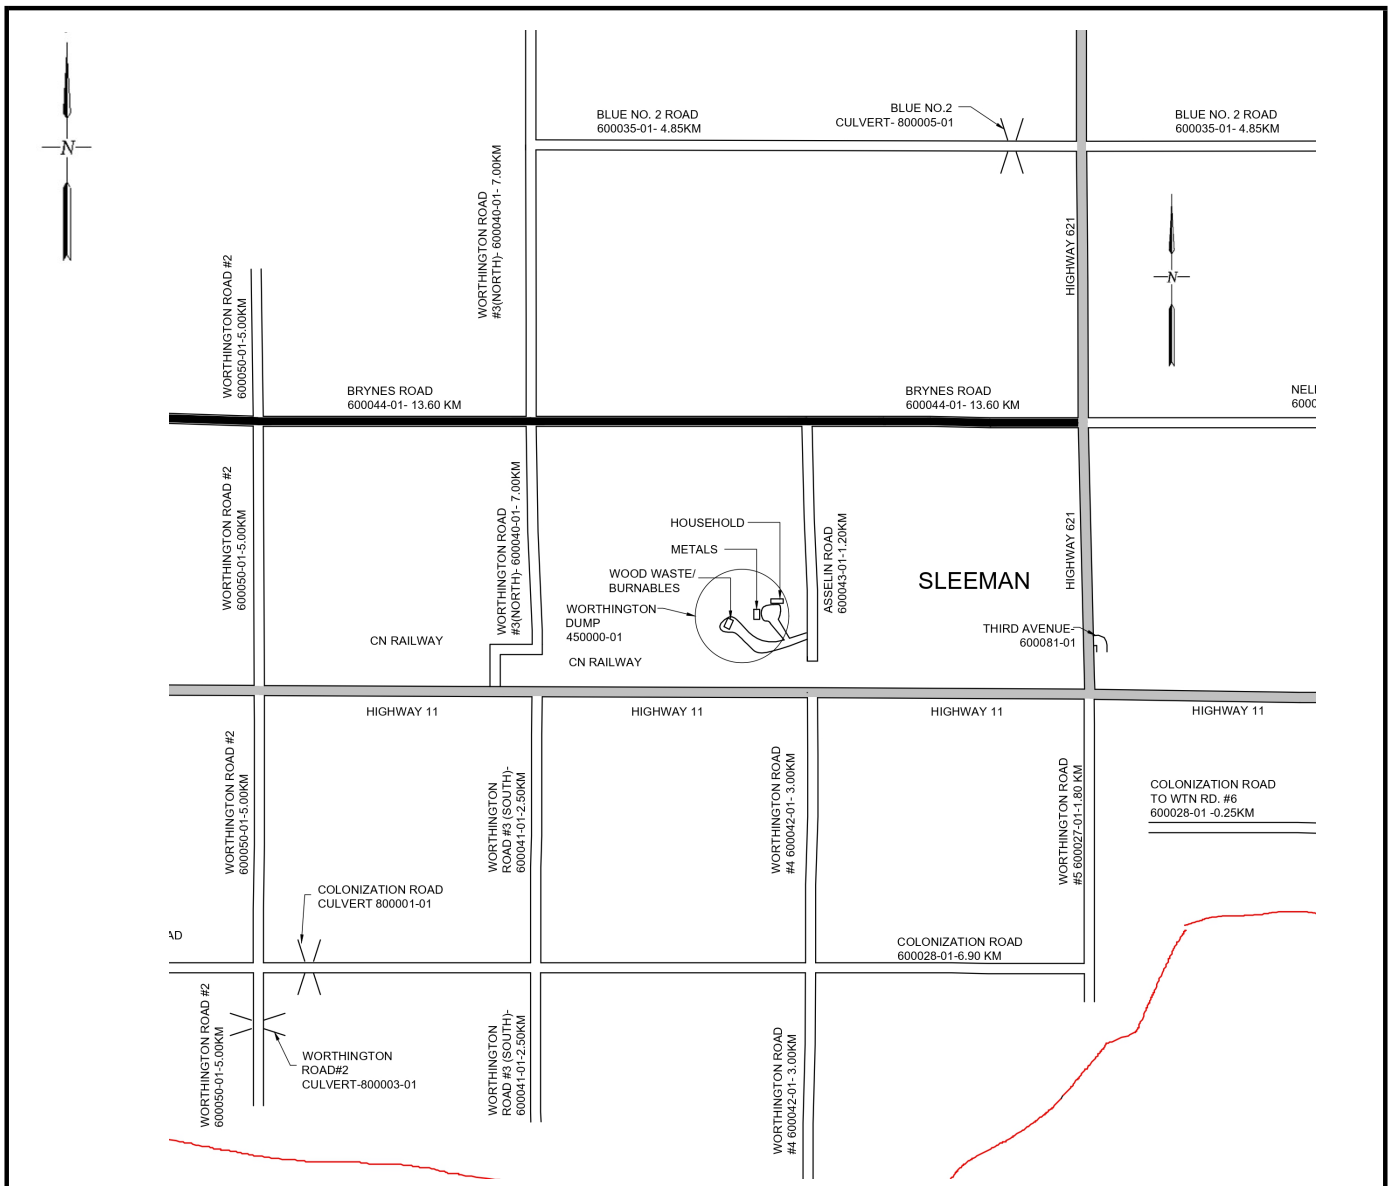 N
BLUE NO. 2 ROAD
600035-01- 4.85KM
BLUE NO.2
CULVERT- 800005-01
BLUE NO. 2 ROAD
600035-01- 4.85KM
WORTHINGTON ROAD
#3(NORTH)- 600040-01- 7.00KM
HIGHWAY 621
N
WORTHINGTON ROAD #2
600050-01-5.00KM
BRYNES ROAD
600044-01- 13.60 KM
BRYNES ROAD
600044-01- 13.60 KM
NELI
6000
WORTHINGTON ROAD #2
600050-01-5.00KM
WORTHINGTON ROAD
#3(NORTH)- 600040-01- 7.00KM
HOUSEHOLD
METALS
WOOD WASTE/
BURNABLES
WORTHINGTON
DUMP
450000-01
ASSELIN ROAD
600043-01-1.20KM
SLEEMAN
HIGHWAY 621
THIRD AVENUE-
600081-01
CN RAILWAY
CN RAILWAY
HIGHWAY 11
HIGHWAY 11
HIGHWAY 11
HIGHWAY 11
WORTHINGTON ROAD #2
600050-01-5.00KM
WORTHINGTON
ROAD #3 (SOUTH)-
600041-01-2.50KM
WORTHINGTON ROAD
#4 600042-01- 3.00KM
WORTHINGTON ROAD
#5 600027-01-1.80 KM
COLONIZATION ROAD
TO WTN RD. #6
600028-01 -0.25KM
COLONIZATION ROAD
CULVERT 800001-01
AD
COLONIZATION ROAD
600028-01-6.90 KM
WORTHINGTON ROAD #2
600050-01-5.00KM
WORTHINGTON
ROAD#2
CULVERT-800003-01
WORTHINGTON
ROAD #3 (SOUTH)-
600041-01-2.50KM
WORTHINGTON ROAD
#4 600042-01- 3.00KM